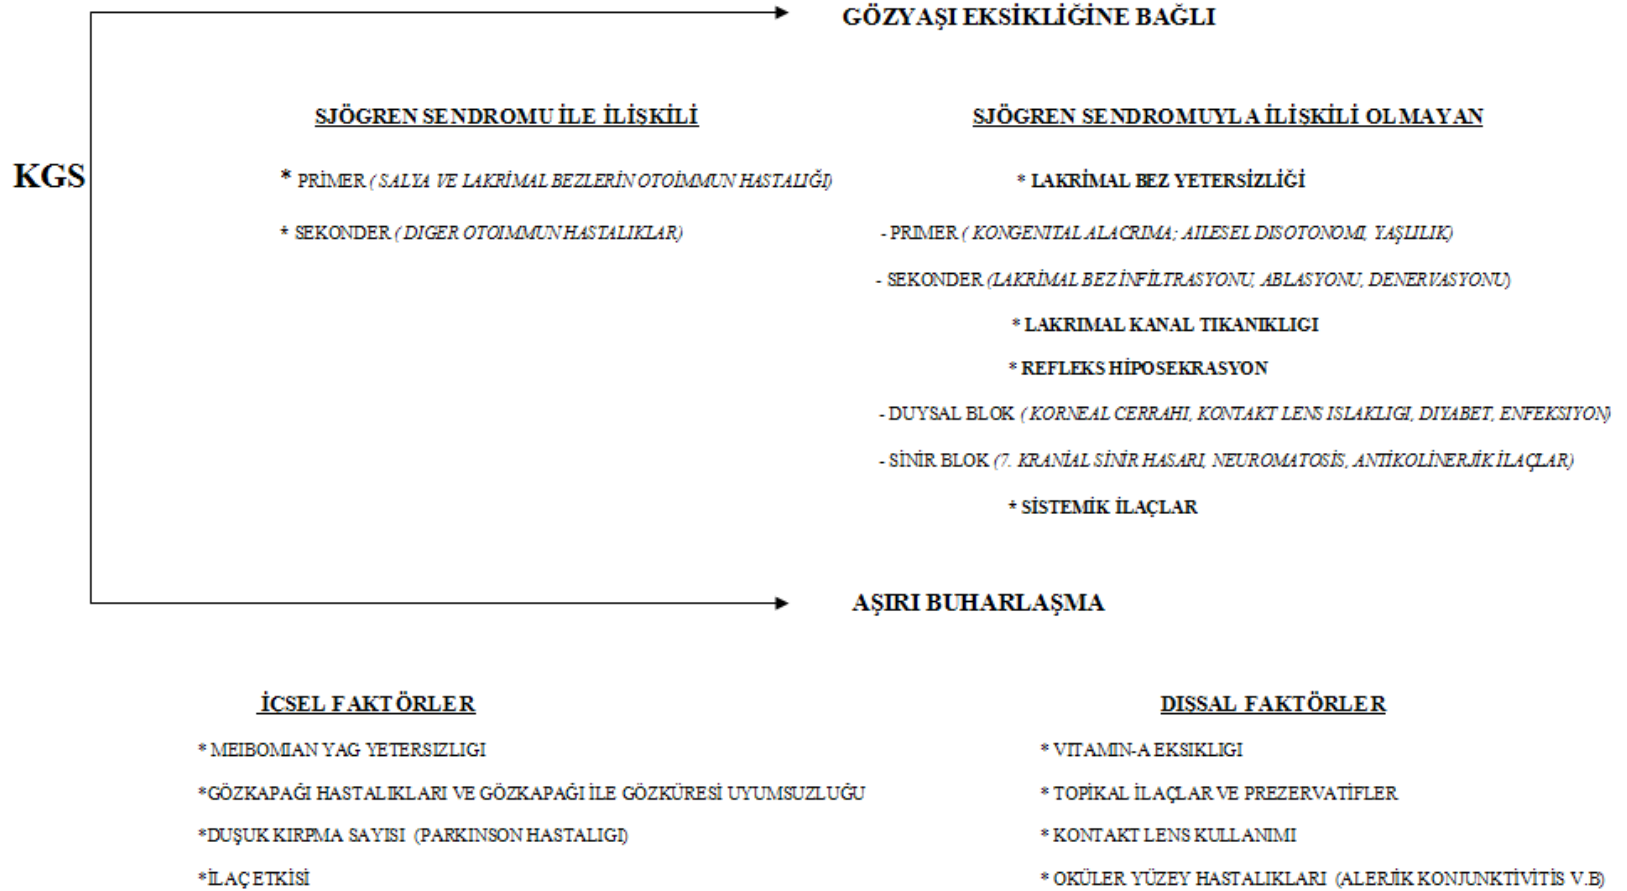 GÖZYAŞI EKSİKLİĞİNE BAĞLI
SJÖGREN SENDROMU İLE İLİŞKİLİ
SJÖGREN SENDROMUYLA İLİŞKİLİ OLMAYAN
KGS
* PRİMER ( SALYA VE LAKRİMAL BEZLERİN OTOİMMUN HASTALIĞI)
* LAKRİMAL BEZ YETERSİZLİĞİ
* SEKONDER ( DIGER OTOIMMUN HASTALIKLAR)
- PRIMER ( KONGENITAL ALACRIMA; AILESEL DISOTONOMI, YAŞLILIK)
- SEKONDER (LAKRİMAL BEZ İNFİLTRASYONU, ABLASYONU, DENERVASYONU)
* LAKRIMAL KANAL TIKANIKLIGI
* REFLEKS HİPOSEKRASYON
- DUYSAL BLOK ( KORNEAL CERRAHI, KONTAKT LENS ISLAKLIGI, DIYABET, ENFEKSIYON)
- SİNİR BLOK (7. KRANİAL SİNİR HASARI, NEUROMATOSİS, ANTİKOLİNERJİK İLAÇLAR)
* SİSTEMİK İLAÇLAR
AŞIRI BUHARLAŞMA
İCSEL FAKTÖRLER
DISSAL FAKTÖRLER
* MEIBOMIAN YAG YETERSIZLIGI
* VITAMIN-A EKSIKLIGI
*GÖZKAPAĞI HASTALIKLARI VE GÖZKAPAĞI İLE GÖZKÜRESİ UYUMSUZLUĞU
* TOPİKAL İLAÇLAR VE PREZERVATİFLER
*DUŞUK KIRPMA SAYISI (PARKINSON HASTALIGI)
* KONTAKT LENS KULLANIMI
*İLAÇ ETKİSİ
* OKÜLER YÜZEY HASTALIKLARI (ALERJİK KONJUNKTİVİTİS V.B)